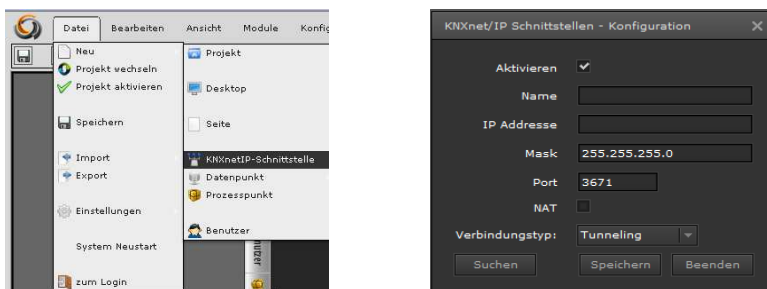 Datei Bearbeiten Ansicht Module Konfig
Neu
Projekt wechseln
Projekt aktivieren
Speichern
Import
Export
Einstellungen
System Neustart
zum Login
Projekt
Desktop
Seite
KNXnetIP-Schnittstelle
Datenpunkt
Prozesspunkt
Benutzer
nutzer
KNXnet/IP Schnittstellen - Konfiguration
Aktivieren
Name
IP Addresse
Mask 255.255.255.0
Port 3671
NAT
Verbindungstyp: Tunneling
Suchen Speichern Beenden